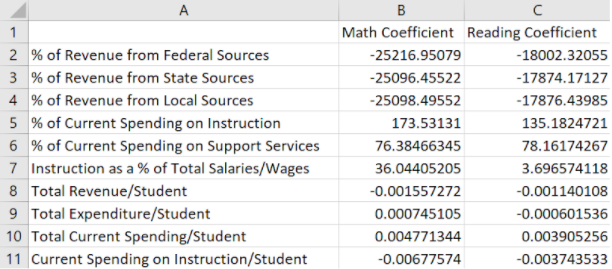 A B C
1 Math Coefficient Reading Coefficient
2 % of Revenue from Federal Sources -25216.95079 -18002.32055
3 % of Revenue from State Sources -25096.45522 -17874.17127
4 % of Revenue from Local Sources -25098.49552 -17876.43985
5 % of Current Spending on Instruction 173.53131 135.1824721
6 % of Current Spending on Support Services 76.38466345 78.16174267
7 Instruction as a % of Total Salaries/Wages 36.04405205 3.696574118
8 Total Revenue/Student -0.001557272 -0.001140108
9 Total Expenditure/Student 0.000745105 -0.000601536
10 Total Current Spending/Student 0.004771344 0.003905256
11 Current Spending on Instruction/Student -0.00677574 -0.003743533